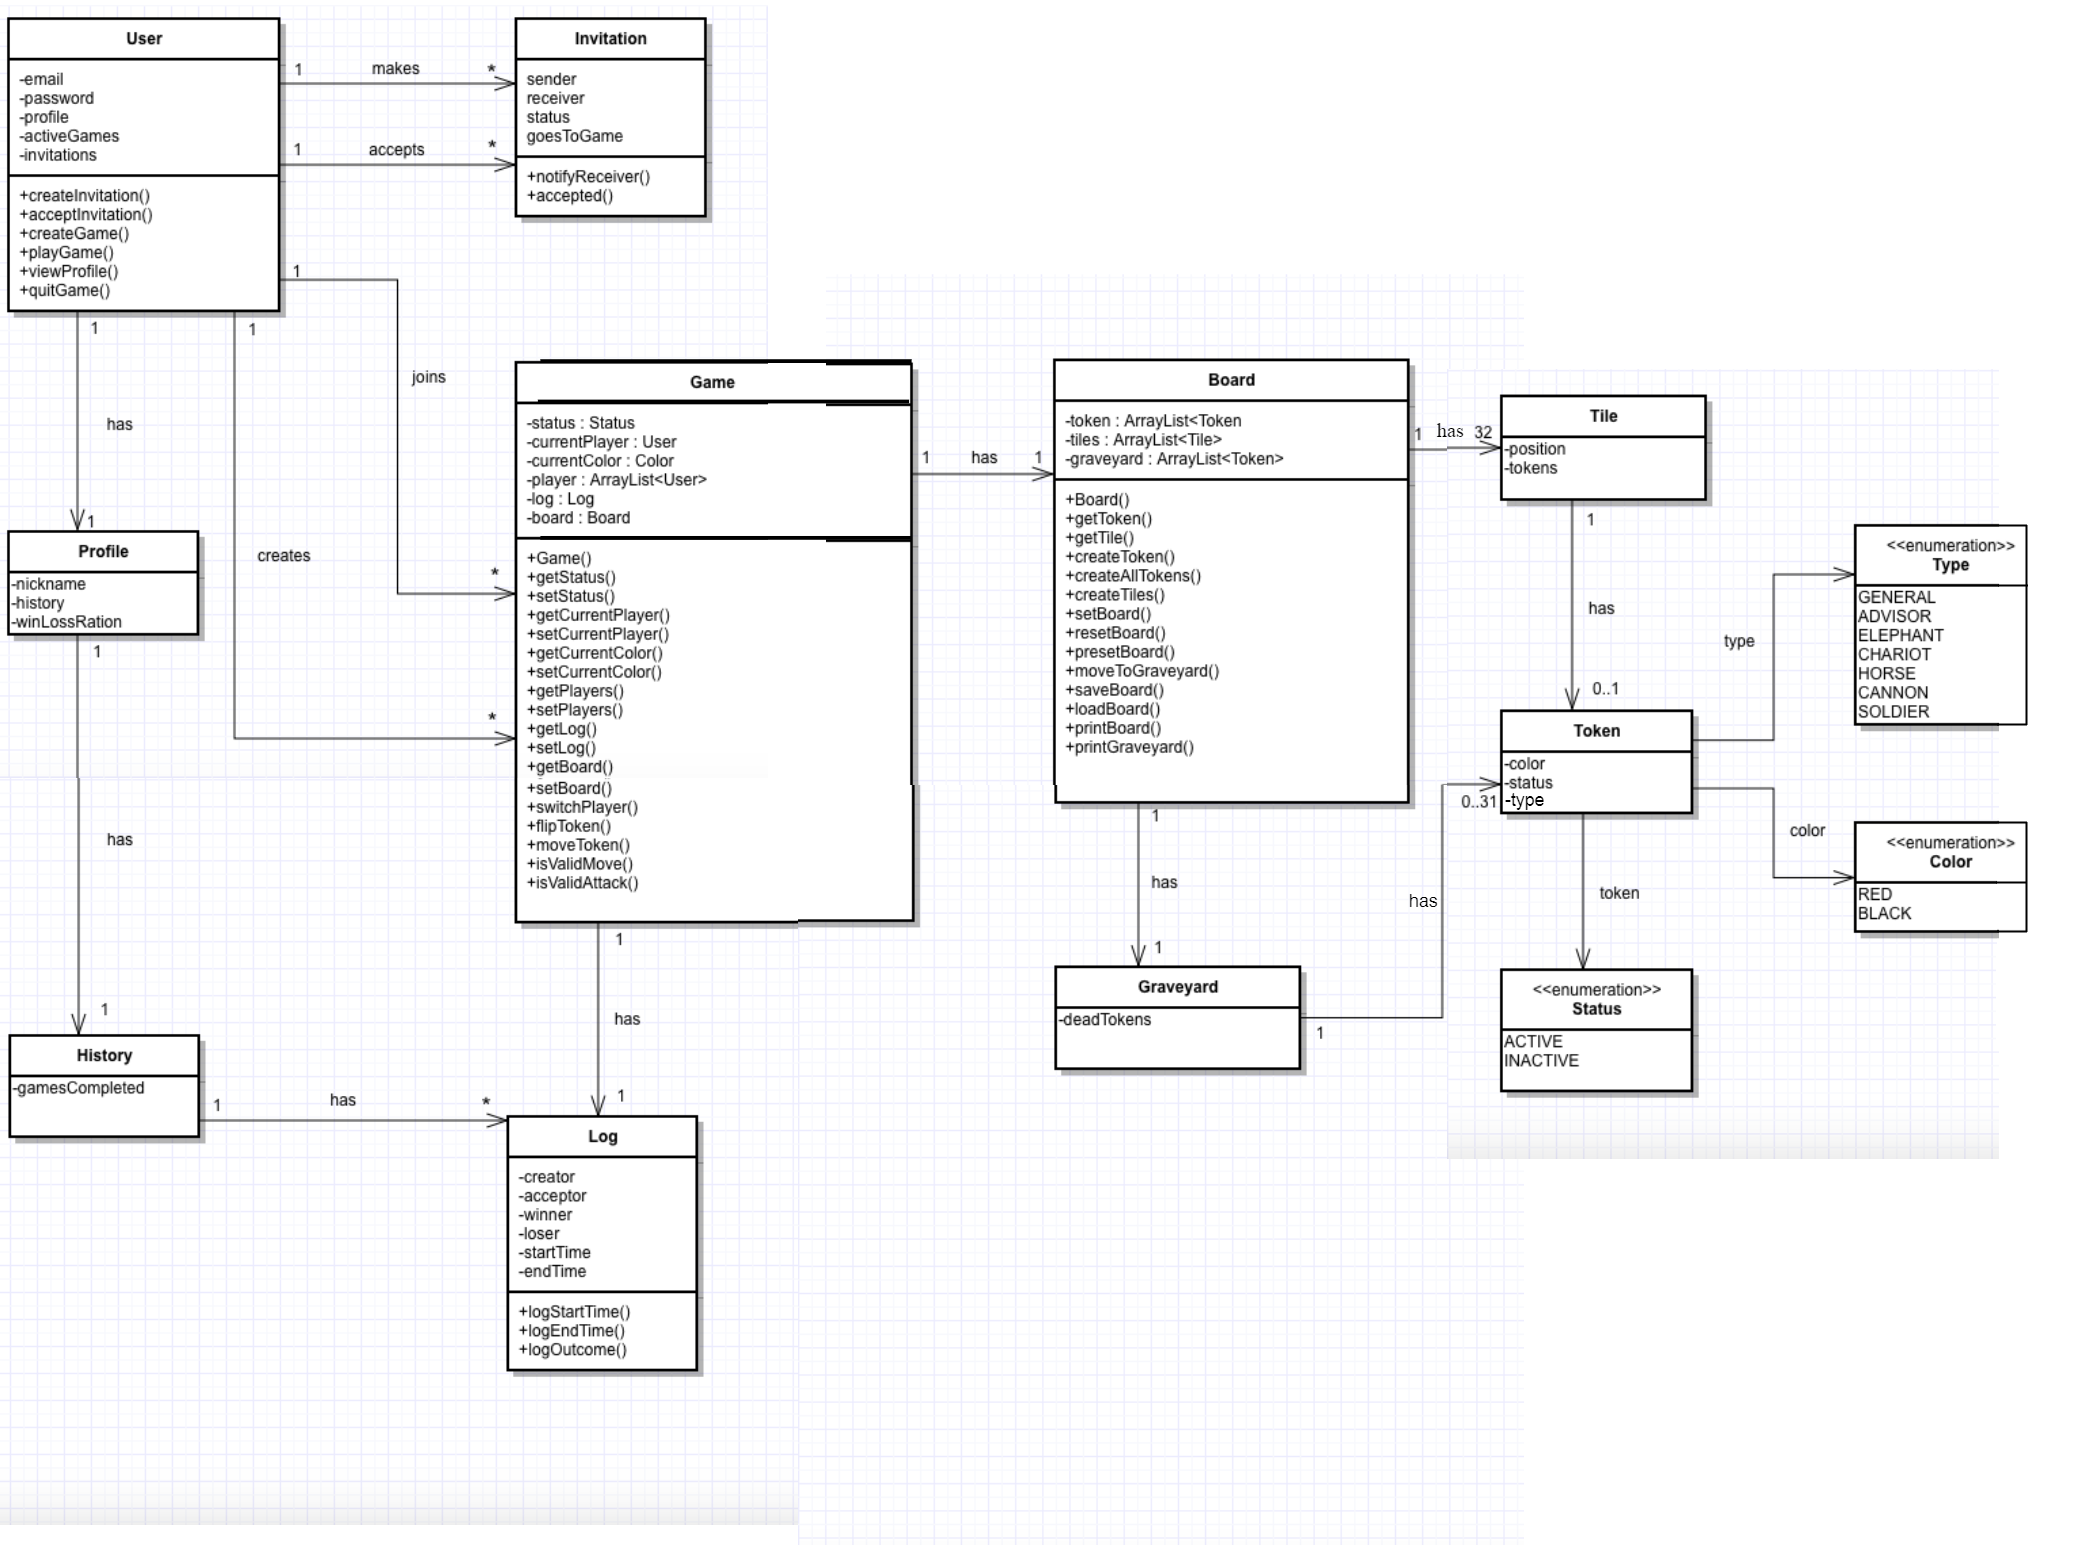 User
-email
-password
-profile
-activeGames
-invitations
+createInvitation()
+acceptInvitation()
+createGame()
+playGame()
+viewProfile()
+quitGame()
1
makes
*
1
accepts
*
Invitation
sender
receiver
status
goesToGame
+notifyReceiver()
+accepted()
1
joins
*
1
has
1
1
creates
*
Profile
-nickname
-history
-winLossRation
1
has
1
History
-gamesCompleted
1
has
*
Game
-status : Status
-currentPlayer : User
-currentColor : Color
-player : ArrayList<User>
-log : Log
-board : Board
+Game()
+getStatus()
+setStatus()
+getCurrentPlayer()
+setCurrentPlayer()
+getCurrentColor()
+setCurrentColor()
+getPlayers()
+setPlayers()
+getLog()
+setLog()
+getBoard()
+setBoard()
+switchPlayer()
+flipToken()
+moveToken()
+isValidMove()
+isValidAttack()
1
has
1
Log
-creator
-acceptor
-winner
-loser
-startTime
-endTime
+logStartTime()
+logEndTime()
+logOutcome()
1
has
1
Board
-token : ArrayList<Token
-tiles : ArrayList<Tile>
-graveyard : ArrayList<Token>
+Board()
+getToken()
+getTile()
+createToken()
+createAllTokens()
+createTiles()
+setBoard()
+resetBoard()
+presetBoard()
+moveToGraveyard()
+saveBoard()
+loadBoard()
+printBoard()
+printGraveyard()
1
has
1
Graveyard
-deadTokens
1
has
0..31
1
has
32
Tile
-position
-tokens
1
has
0..1
Token
-color
-status
-type
type
<<enumeration>>
Type
GENERAL
ADVISOR
ELEPHANT
CHARIOT
HORSE
CANNON
SOLDIER
color
<<enumeration>>
Color
RED
BLACK
token
<<enumeration>>
Status
ACTIVE
INACTIVE